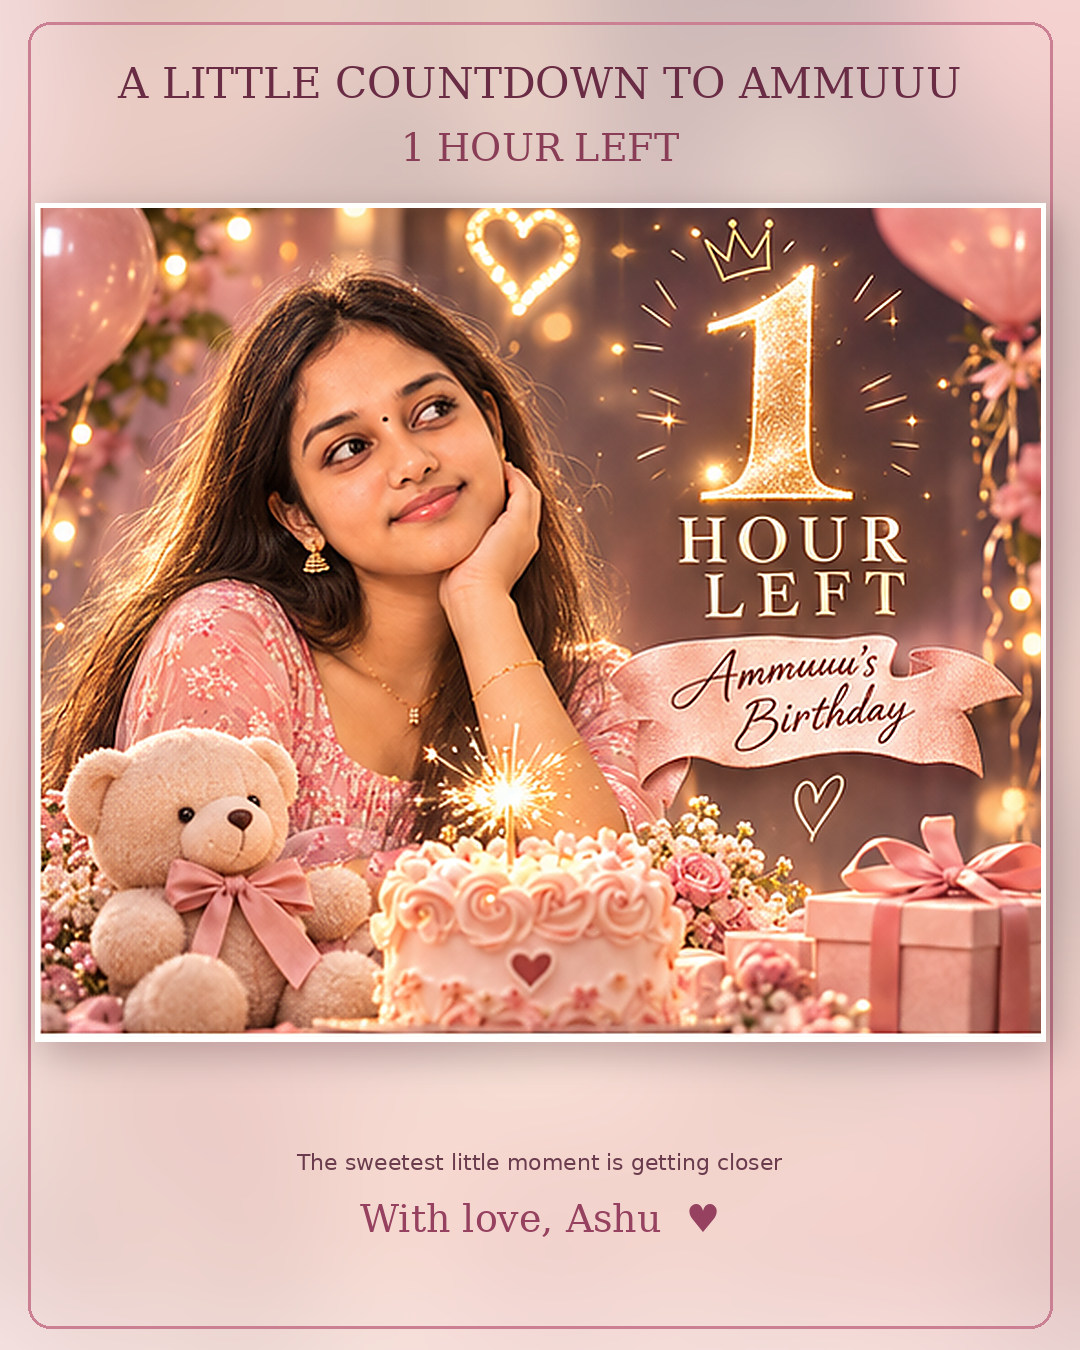 A LITTLE COUNTDOWN TO AMMUUU
1 HOUR LEFT
1
HOUR
LEFT
Ammuuu's
Birthday
The sweetest little moment is getting closer
With love, Ashu ♥